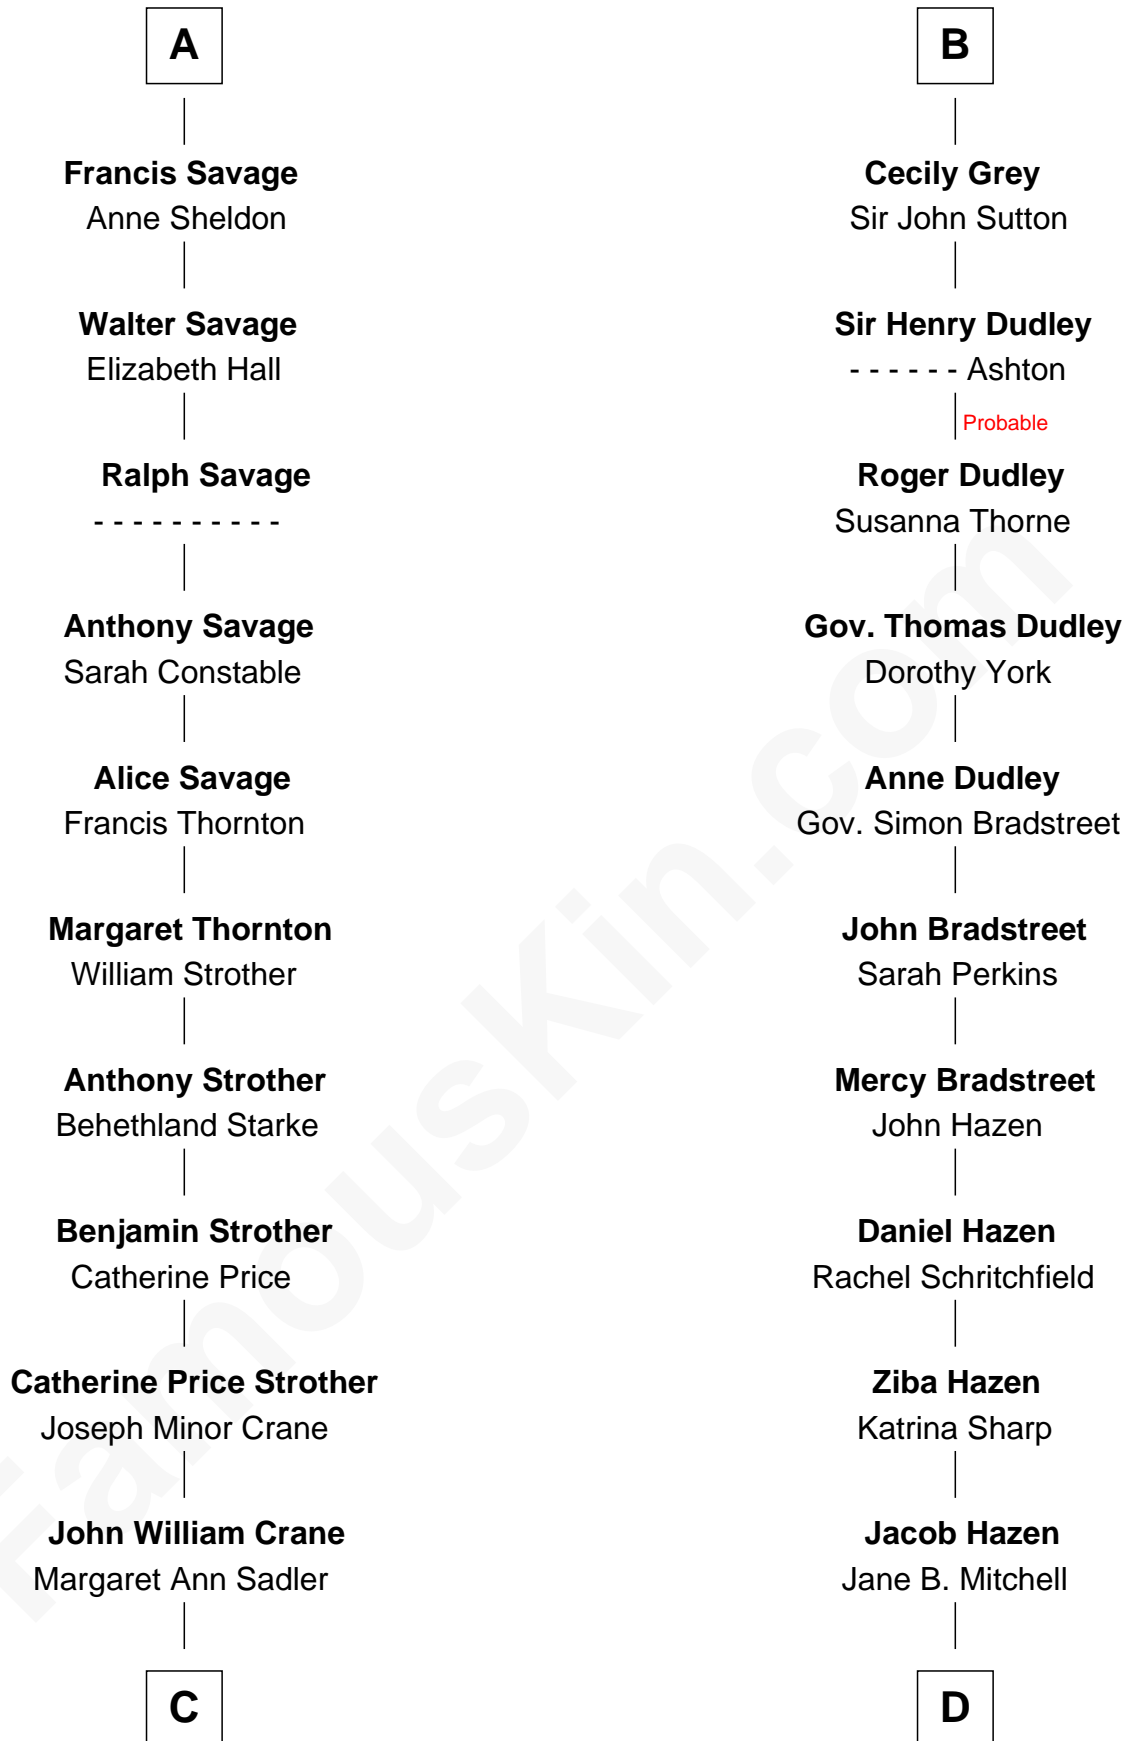 A
Francis Savage
Anne Sheldon
Walter Savage
Elizabeth Hall
Ralph Savage
- - - - - - - - - -
Anthony Savage
Sarah Constable
Alice Savage
Francis Thornton
Margaret Thornton
William Strother
Anthony Strother
Behethland Starke
Benjamin Strother
Catherine Price
Catherine Price Strother
Joseph Minor Crane
John William Crane
Margaret Ann Sadler
C
B
Cecily Grey
Sir John Sutton
Sir Henry Dudley
- - - - - - Ashton
Probable
Roger Dudley
Susanna Thorne
Gov. Thomas Dudley
Dorothy York
Anne Dudley
Gov. Simon Bradstreet
John Bradstreet
Sarah Perkins
Mercy Bradstreet
John Hazen
Daniel Hazen
Rachel Schritchfield
Ziba Hazen
Katrina Sharp
Jacob Hazen
Jane B. Mitchell
D
FamousKin.com